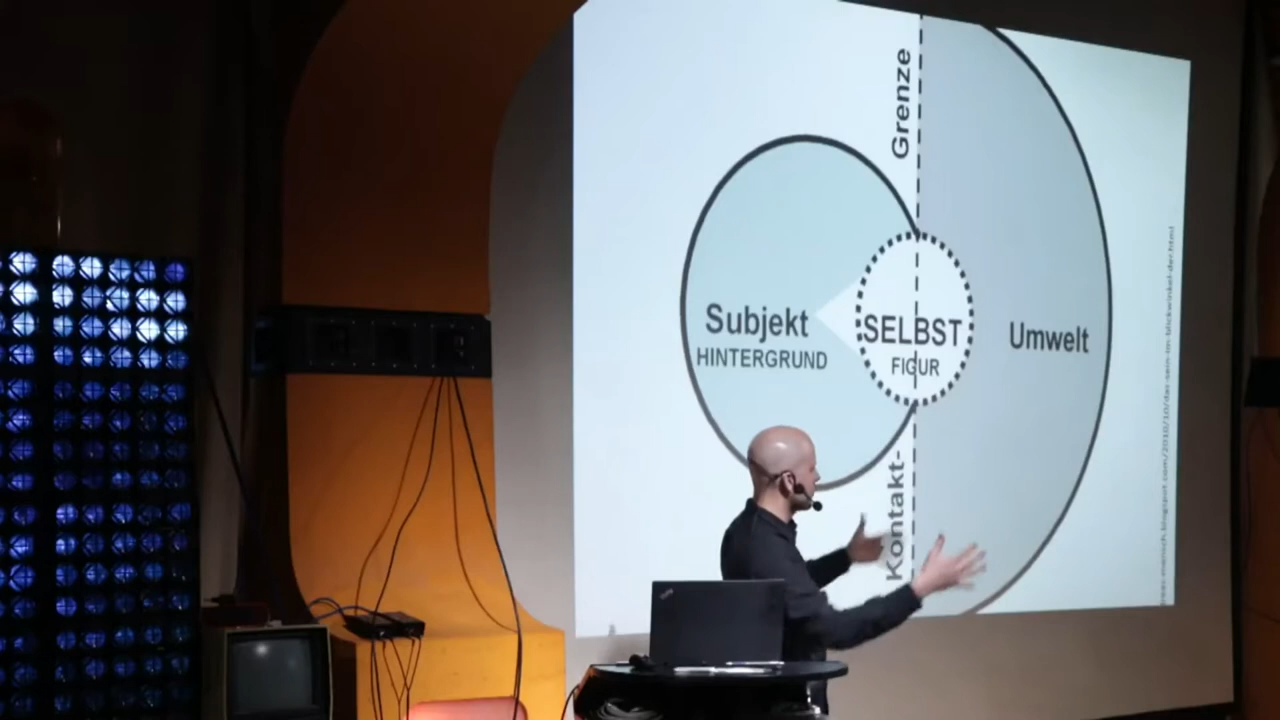 Grenze
Subjekt
HINTERGRUND
SELBST
FIGUR
Umwelt
Kontakt-